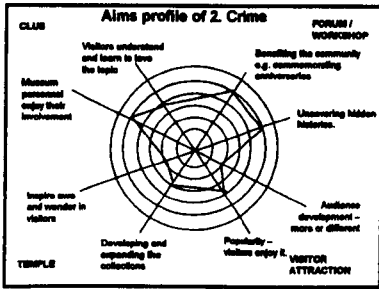 Aims profile of 2. Crime
CLUB
FORUM /
WORKSHOP
Visitors understand
and learn to love
the topic
Benefiting the community
e.g. commemorating
anniversaries
Museum
personnel
enjoy their
involvement
Uncovering hidden
histories.
Inspire awe
and wonder in
visitors
Audience
development –
more or different
Developing and
expanding the
collections
Popularity –
visitors enjoy it.
TEMPLE
VISITOR
ATTRACTION